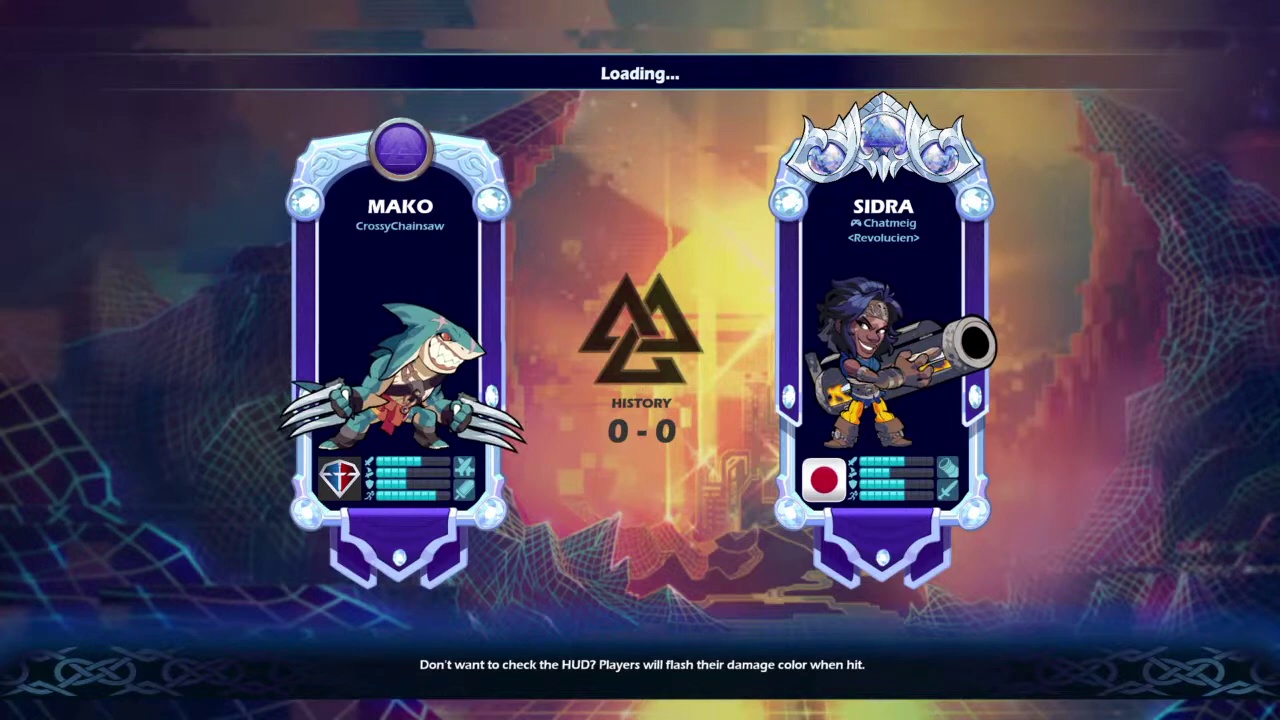 Loading...
MAKO
CrossyChainsaw
SIDRA
Chatmeig
<Revolucien>
HISTORY
0 - 0
Don't want to check the HUD? Players will flash their damage color when hit.